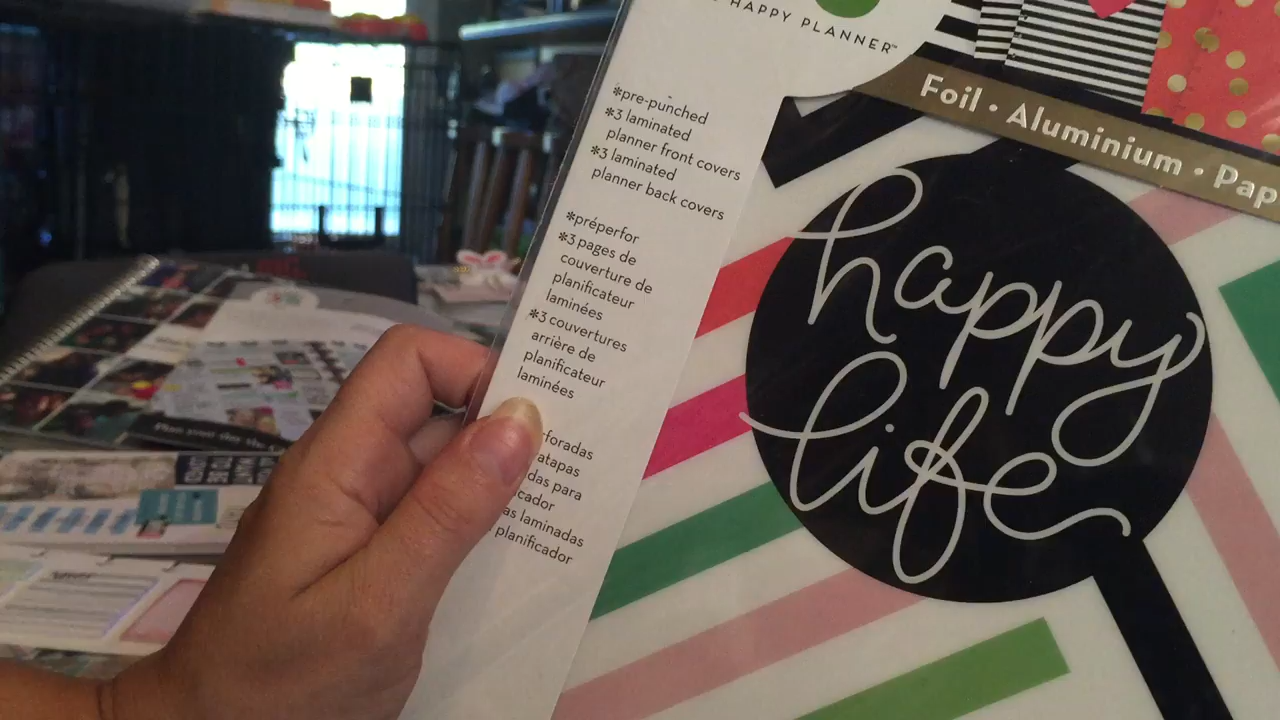 HAPPY PLANNER™
Foil • Aluminium • Pap
*pre-punched
*3 laminated
planner front covers
*3 laminated
planner back covers
*préperfor
*3 pages de
couverture de
planificateur
laminées
*3 couvertures
arrière de
planificateur
laminées
foradas
atapas
das para
cador
as laminadas
planificador
happy
life